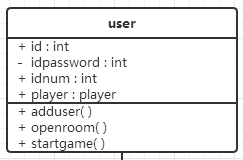 user
+ id : int
- idpassword : int
+ idnum : int
+ player : player
+ adduser( )
+ openroom( )
+ startgame( )